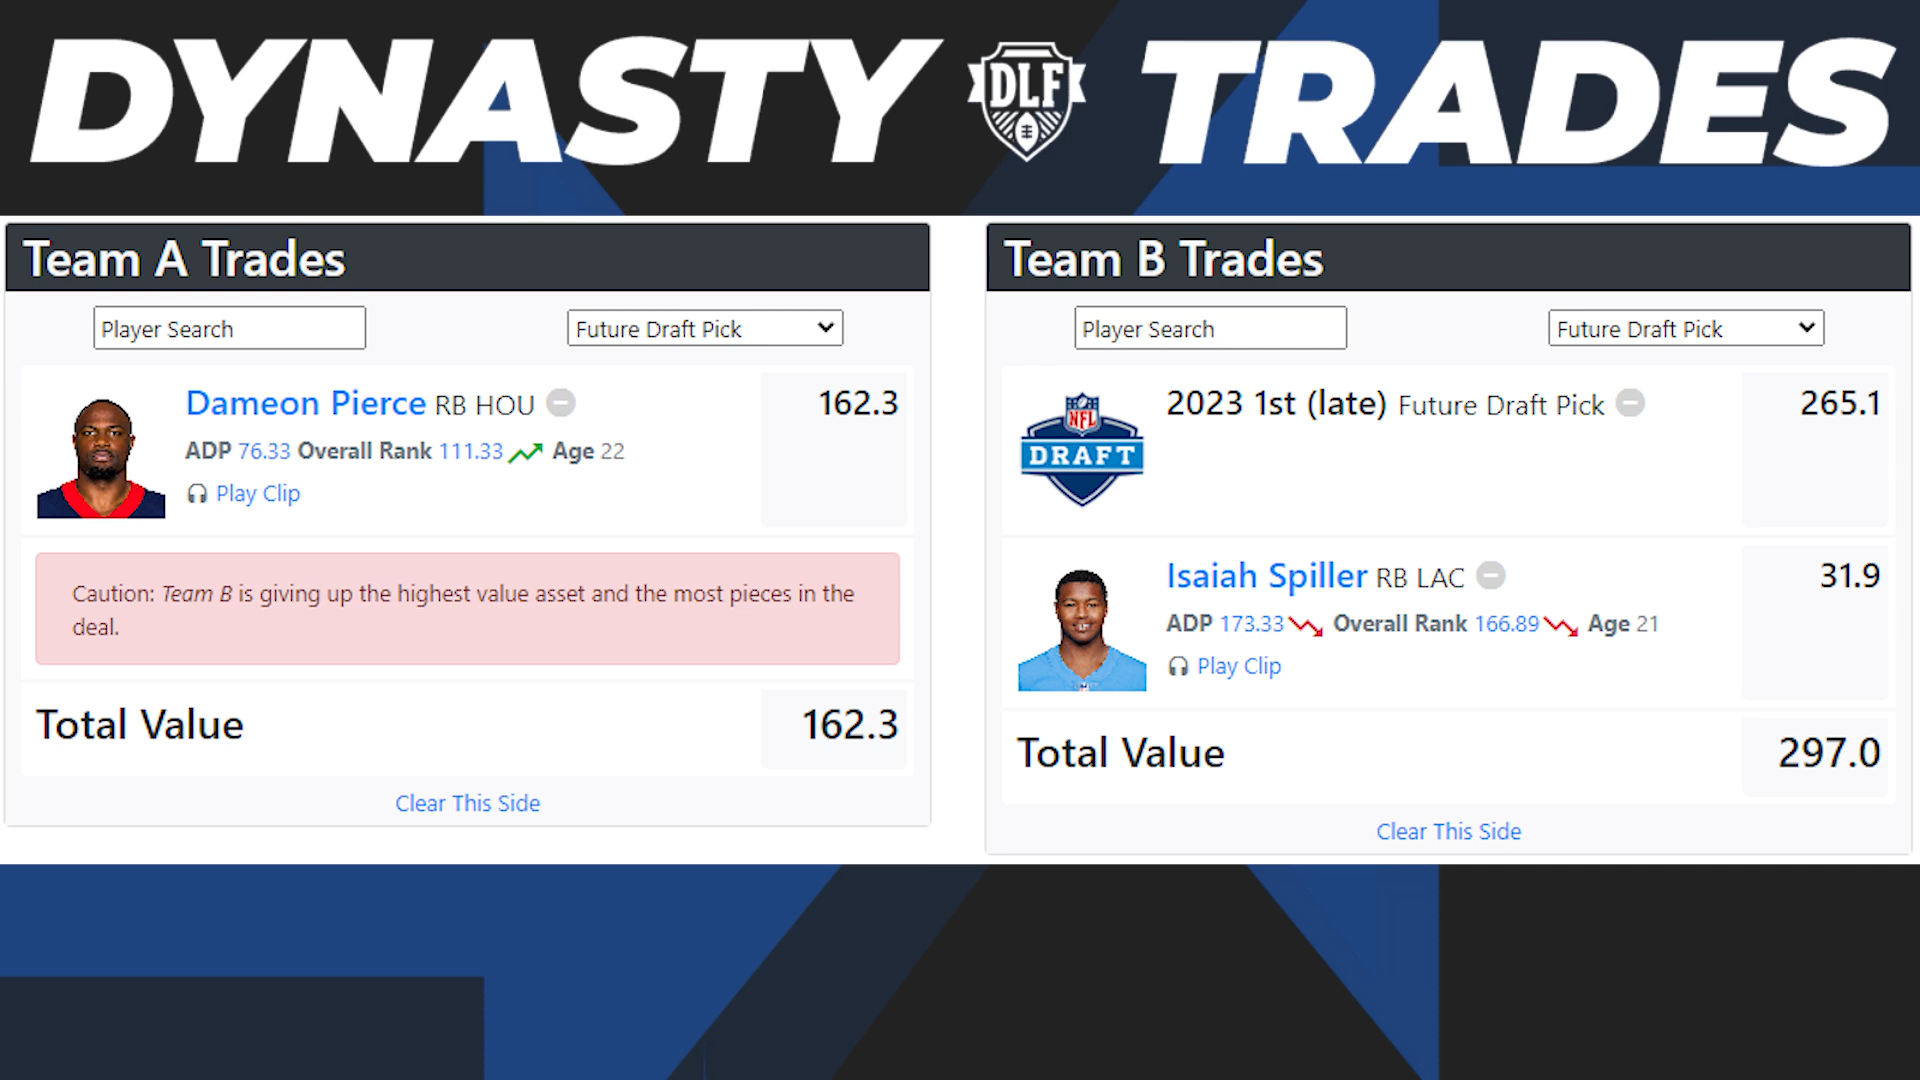 DYNASTY DLF TRADES
Team A Trades
Player Search
Future Draft Pick
Dameon Pierce RB HOU
162.3
ADP 76.33 Overall Rank 111.33 Age 22
Play Clip
Caution: Team B is giving up the highest value asset and the most pieces in the
deal.
Total Value
162.3
Clear This Side
Team B Trades
Player Search
Future Draft Pick
NFL
DRAFT
2023 1st (late) Future Draft Pick
265.1
Isaiah Spiller RB LAC
31.9
ADP 173.33 Overall Rank 166.89 Age 21
Play Clip
Total Value
297.0
Clear This Side